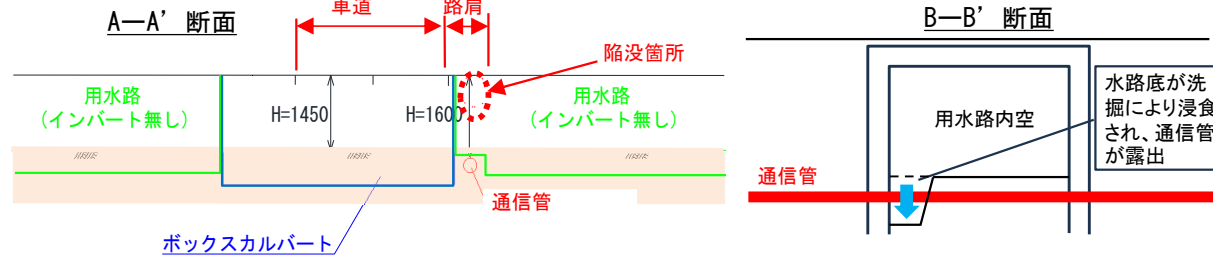 A—A’ 断面
車道
路肩
陥没箇所
用水路
(インバート無し)
H=1450
H=1600
用水路
(インバート無し)
通信管
ボックスカルバート
B—B’ 断面
用水路内空
水路底が洗
掘により浸食
され、通信管
が露出
通信管